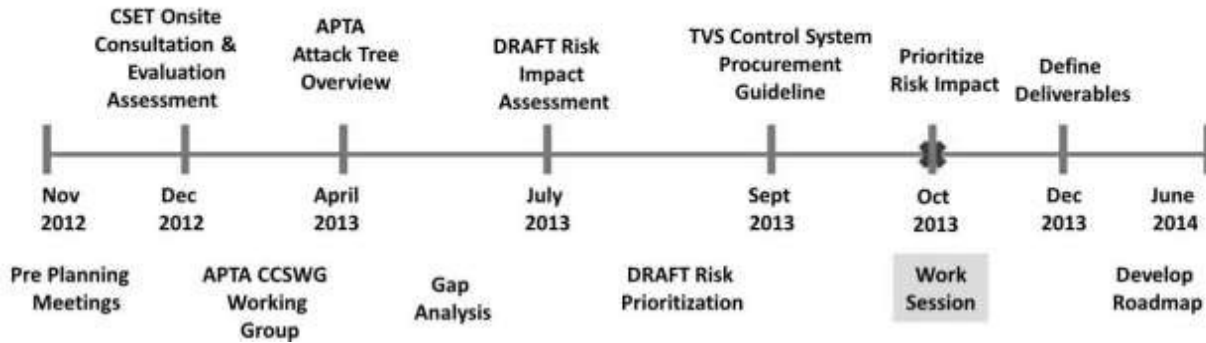 CSET Onsite
Consultation &
Evaluation
Assessment
APTA
Attack Tree
Overview
DRAFT Risk
Impact
Assessment
TVS Control System
Procurement
Guideline
Prioritize
Risk Impact
Define
Deliverables
Nov
2012
Dec
2012
April
2013
July
2013
Sept
2013
Oct
2013
Dec
2013
June
2014
Pre Planning
Meetings
APTA CCSWG
Working
Group
Gap
Analysis
DRAFT Risk
Prioritization
Work
Session
Develop
Roadmap